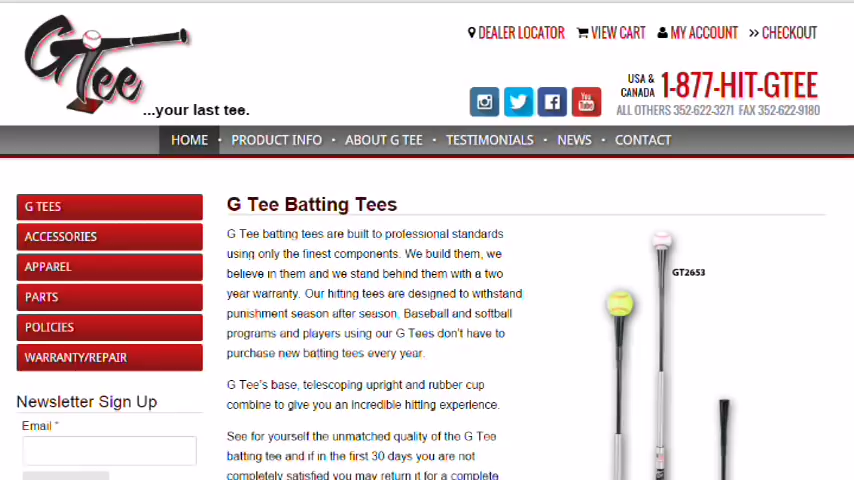 GTee
...your last tee.
DEALER LOCATOR VIEW CART MY ACCOUNT CHECKOUT
You
Tube
USA &
CANADA 1-877-HIT-GTEE
ALL OTHERS 352-622-3271 FAX 352-622-9180
HOME • PRODUCT INFO • ABOUT G TEE • TESTIMONIALS • NEWS • CONTACT
G TEES
ACCESSORIES
APPAREL
PARTS
POLICIES
WARRANTY/REPAIR
Newsletter Sign Up
Email *
G Tee Batting Tees
G Tee batting tees are built to professional standards
using only the finest components. We build them, we
believe in them and we stand behind them with a two
year warranty. Our hitting tees are designed to withstand
punishment season after season, Baseball and softball
programs and players using our G Tees don't have to
purchase new batting tees every year.
G Tee's base, telescoping upright and rubber cup
combine to give you an incredible hitting experience.
See for yourself the unmatched quality of the G Tee
batting tee and if in the first 30 days you are not
completely satisfied you may return it for a complete
GT2653